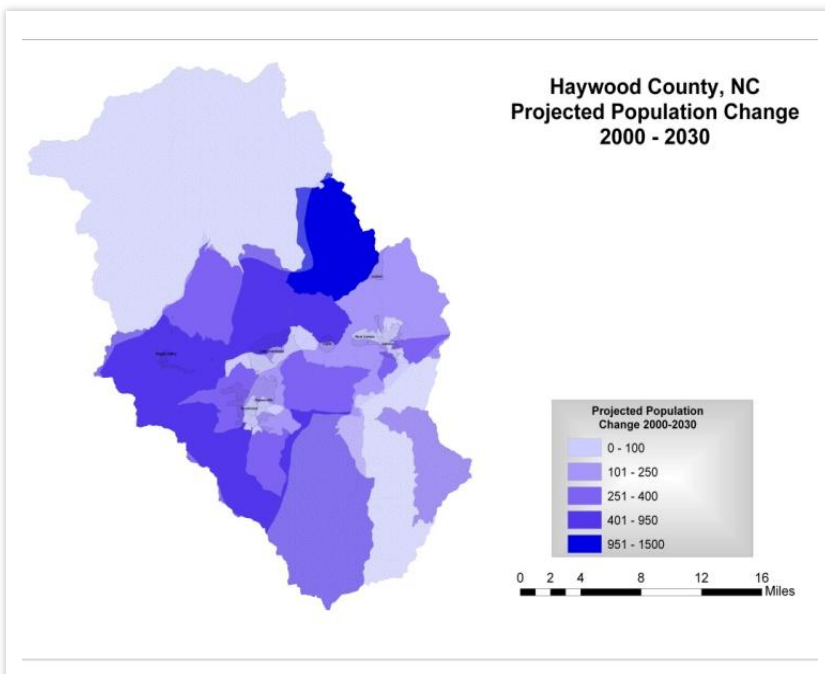 Haywood County, NC
Projected Population Change
2000 - 2030
Projected Population
Change 2000-2030
0 - 100
101 - 250
251 - 400
401 - 950
951 - 1500
0 2 4 8 12 16
Miles